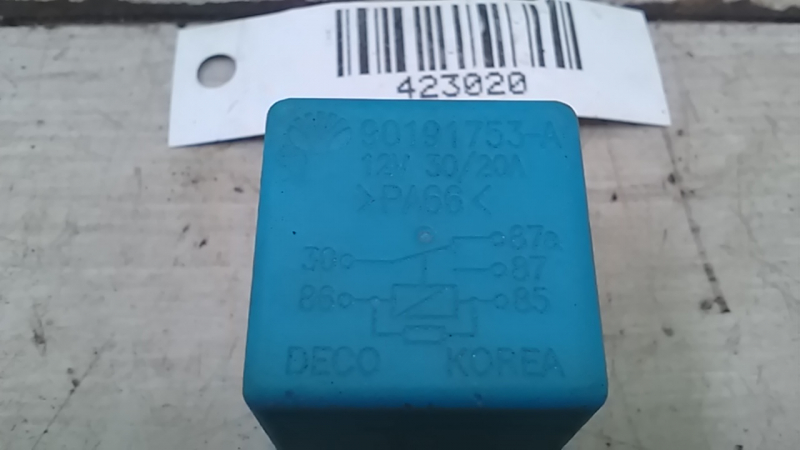 423020
90191753-A
12V 30/20A
>PA66<
87a
30
87
86 85
DECO KOREA